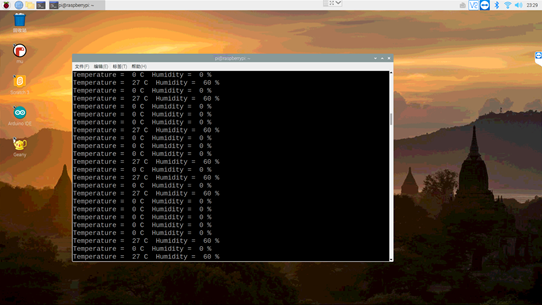 pi@raspberrypi: ~
23:29
pi@raspberrypi: ~
文件(F) 编辑(E) 标签(T) 帮助(H)
Temperature = 0 C Humidity = 0 %
Temperature = 27 C Humidity = 60 %
Temperature = 0 C Humidity = 0 %
Temperature = 27 C Humidity = 60 %
Temperature = 0 C Humidity = 0 %
Temperature = 0 C Humidity = 0 %
Temperature = 0 C Humidity = 0 %
Temperature = 27 C Humidity = 60 %
Temperature = 0 C Humidity = 0 %
Temperature = 0 C Humidity = 0 %
Temperature = 0 C Humidity = 0 %
Temperature = 27 C Humidity = 60 %
Temperature = 0 C Humidity = 0 %
Temperature = 27 C Humidity = 60 %
Temperature = 0 C Humidity = 0 %
Temperature = 27 C Humidity = 60 %
Temperature = 0 C Humidity = 0 %
Temperature = 0 C Humidity = 0 %
Temperature = 0 C Humidity = 0 %
Temperature = 0 C Humidity = 0 %
Temperature = 0 C Humidity = 0 %
Temperature = 27 C Humidity = 60 %
Temperature = 0 C Humidity = 0 %
Temperature = 27 C Humidity = 60 %
Arduino IDE
Geany